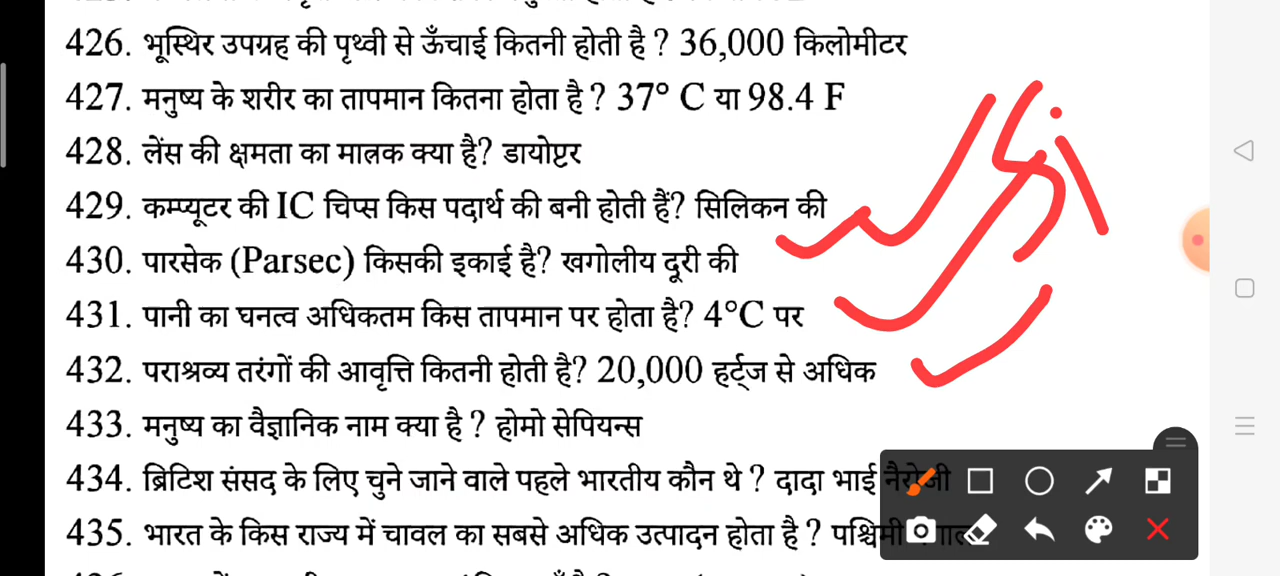 426. भूस्थिर उपग्रह की पृथ्वी से ऊँचाई कितनी होती है ? 36,000 किलोमीटर
427. मनुष्य के शरीर का तापमान कितना होता है ? 37° C या 98.4 F
428. लेंस की क्षमता का मात्रक क्या है? डायोप्टर
429. कम्प्यूटर की IC चिप्स किस पदार्थ की बनी होती हैं? सिलिकन की
430. पारसेक (Parsec) किसकी इकाई है? खगोलीय दूरी की
431. पानी का घनत्व अधिकतम किस तापमान पर होता है? 4°C पर
432. पराश्रव्य तरंगों की आवृत्ति कितनी होती है? 20,000 हर्ट्ज से अधिक
433. मनुष्य का वैज्ञानिक नाम क्या है ? होमो सेपियन्स
434. ब्रिटिश संसद के लिए चुने जाने वाले पहले भारतीय कौन थे ? दादा भाई नैरोजी
435. भारत के किस राज्य में चावल का सबसे अधिक उत्पादन होता है ? पश्चिमी